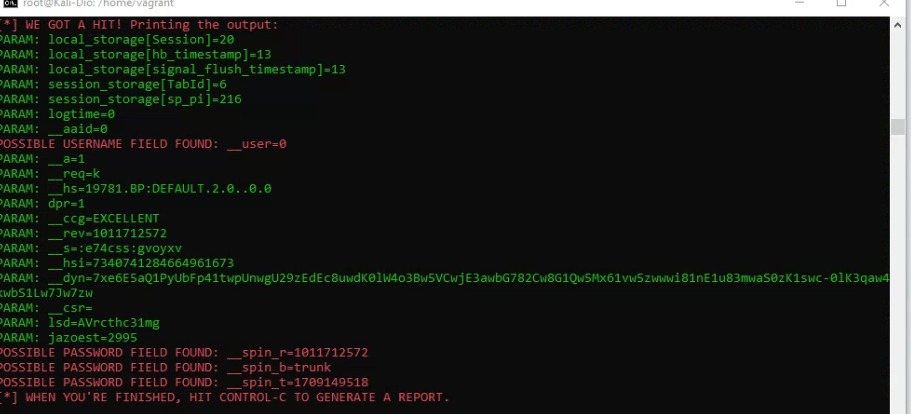 root@Kali-Dio: /home/vagrant
[*] WE GOT A HIT! Printing the output:
PARAM: local_storage[Session]=20
PARAM: local_storage[hb_timestamp]=13
PARAM: local_storage[signal_flush_timestamp]=13
PARAM: session_storage[TabId]=6
PARAM: session_storage[sp_pi]=216
PARAM: logtime=0
PARAM: __aaid=0
POSSIBLE USERNAME FIELD FOUND: __user=0
PARAM: __a=1
PARAM: __req=k
PARAM: __hs=19781.BP:DEFAULT.2.0..0.0
PARAM: dpr=1
PARAM: __ccg=EXCELLENT
PARAM: __rev=1011712572
PARAM: __s=:e74css:gvoyxv
PARAM: __hsi=7340741284664961673
PARAM: __dyn=7xe6E5aQ1PyUbFp41twpUnwgU29zEdEc8uwdK0lW4o3Bw5VCwjE3awbG782Cw8G1Qw5Mx61vw5zwwwi81nE1u83mwaS0zK1swc-0lK3qaw4
kwbS1Lw7Jw7zw
PARAM: __csr=
PARAM: lsd=AVrcthc31mg
PARAM: jazoest=2995
POSSIBLE PASSWORD FIELD FOUND: __spin_r=1011712572
POSSIBLE PASSWORD FIELD FOUND: __spin_b=trunk
POSSIBLE PASSWORD FIELD FOUND: __spin_t=1709149518
[*] WHEN YOU'RE FINISHED, HIT CONTROL-C TO GENERATE A REPORT.